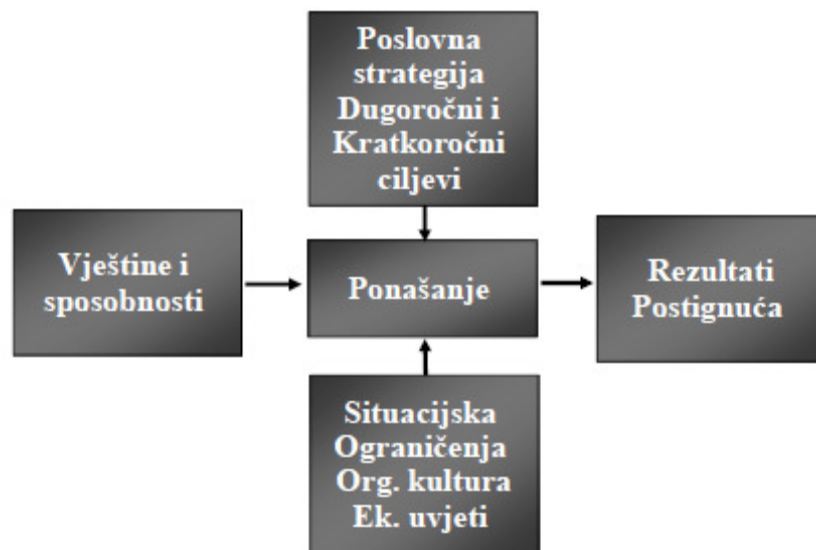 Poslovna
strategija
Dugoročni i
Kratkoročni
ciljevi
Vještine i
sposobnosti
Ponašanje
Rezultati
Postignuća
Situacijska
Ograničenja
Org. kultura
Ek. uvjeti